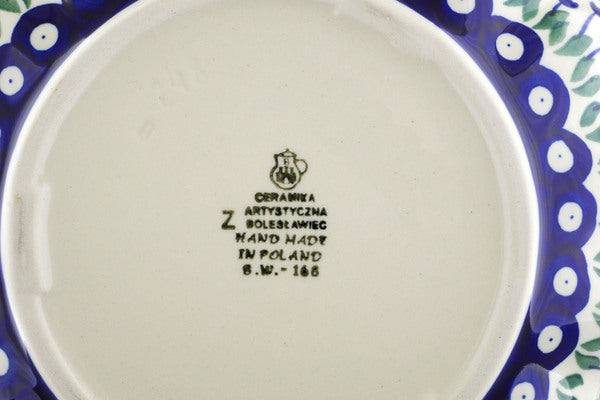 CERAMIKA
ARTYSTYCZNA
Z BOLESŁAWIEC
HAND MADE
IN POLAND
S.W.-166